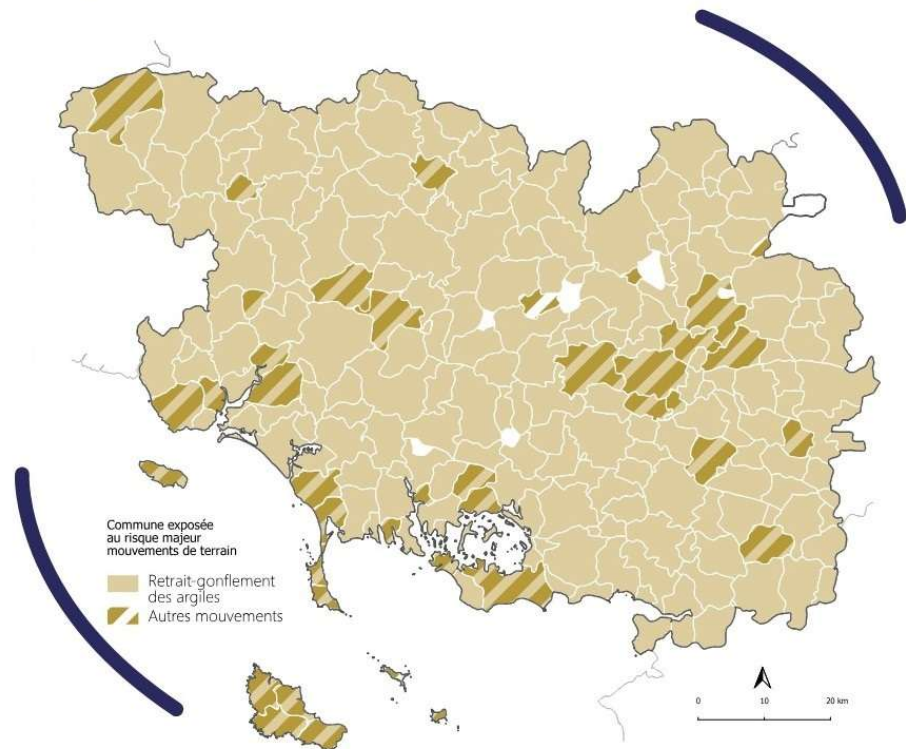 Commune exposée
au risque majeur
mouvements de terrain
Retrait-gonflement
des argiles
Autres mouvements
0 10 20 km